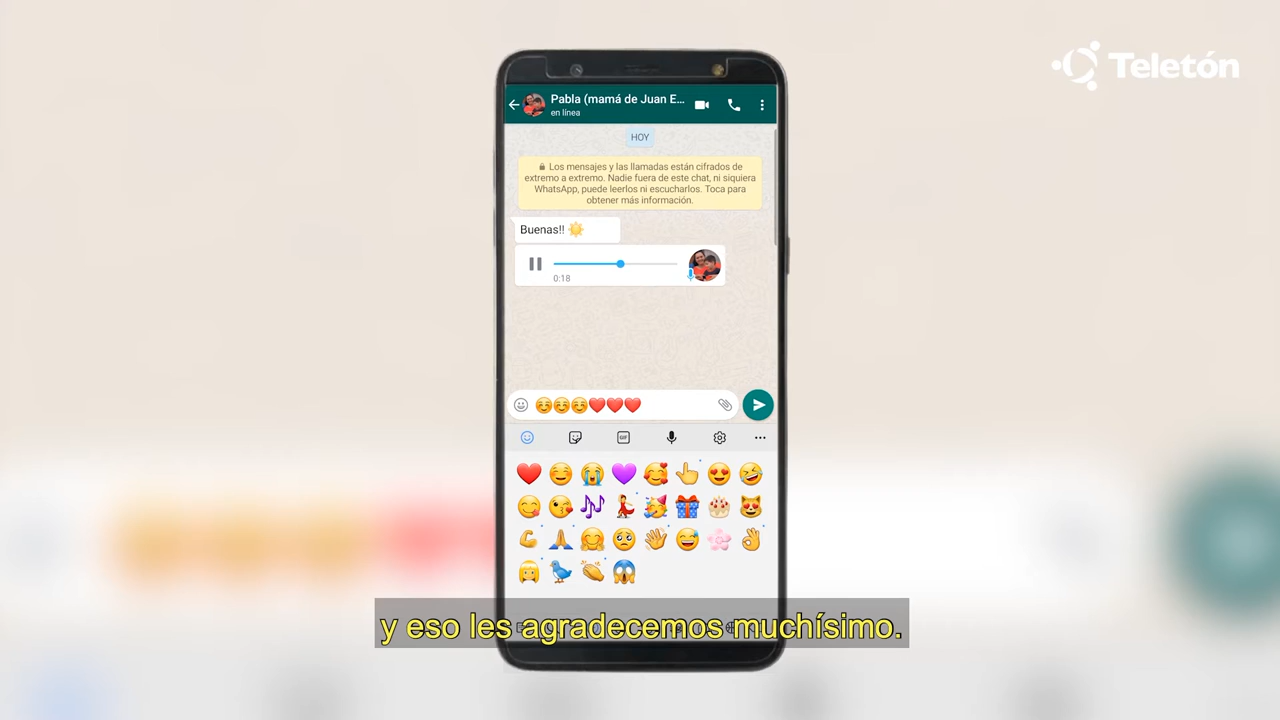 Teletón
Pabla (mamá de Juan E...
en línea
HOY
Los mensajes y las llamadas están cifrados de
extremo a extremo. Nadie fuera de este chat, ni siquiera
WhatsApp, puede leerlos ni escucharlos. Toca para
obtener más información.
Buenas!! ☀️
0:18
☺️☺️☺️❤️❤️❤️
GIF
y eso les agradecemos muchísimo.